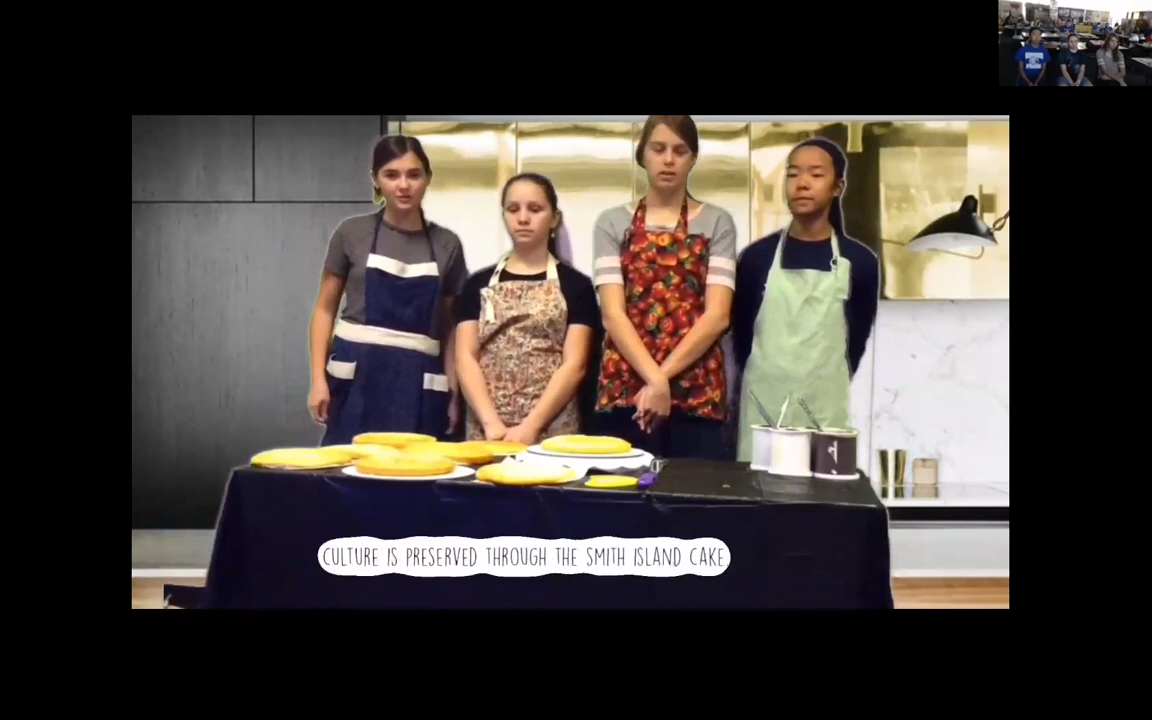 CULTURE IS PRESERVED THROUGH THE SMITH ISLAND CAKE.